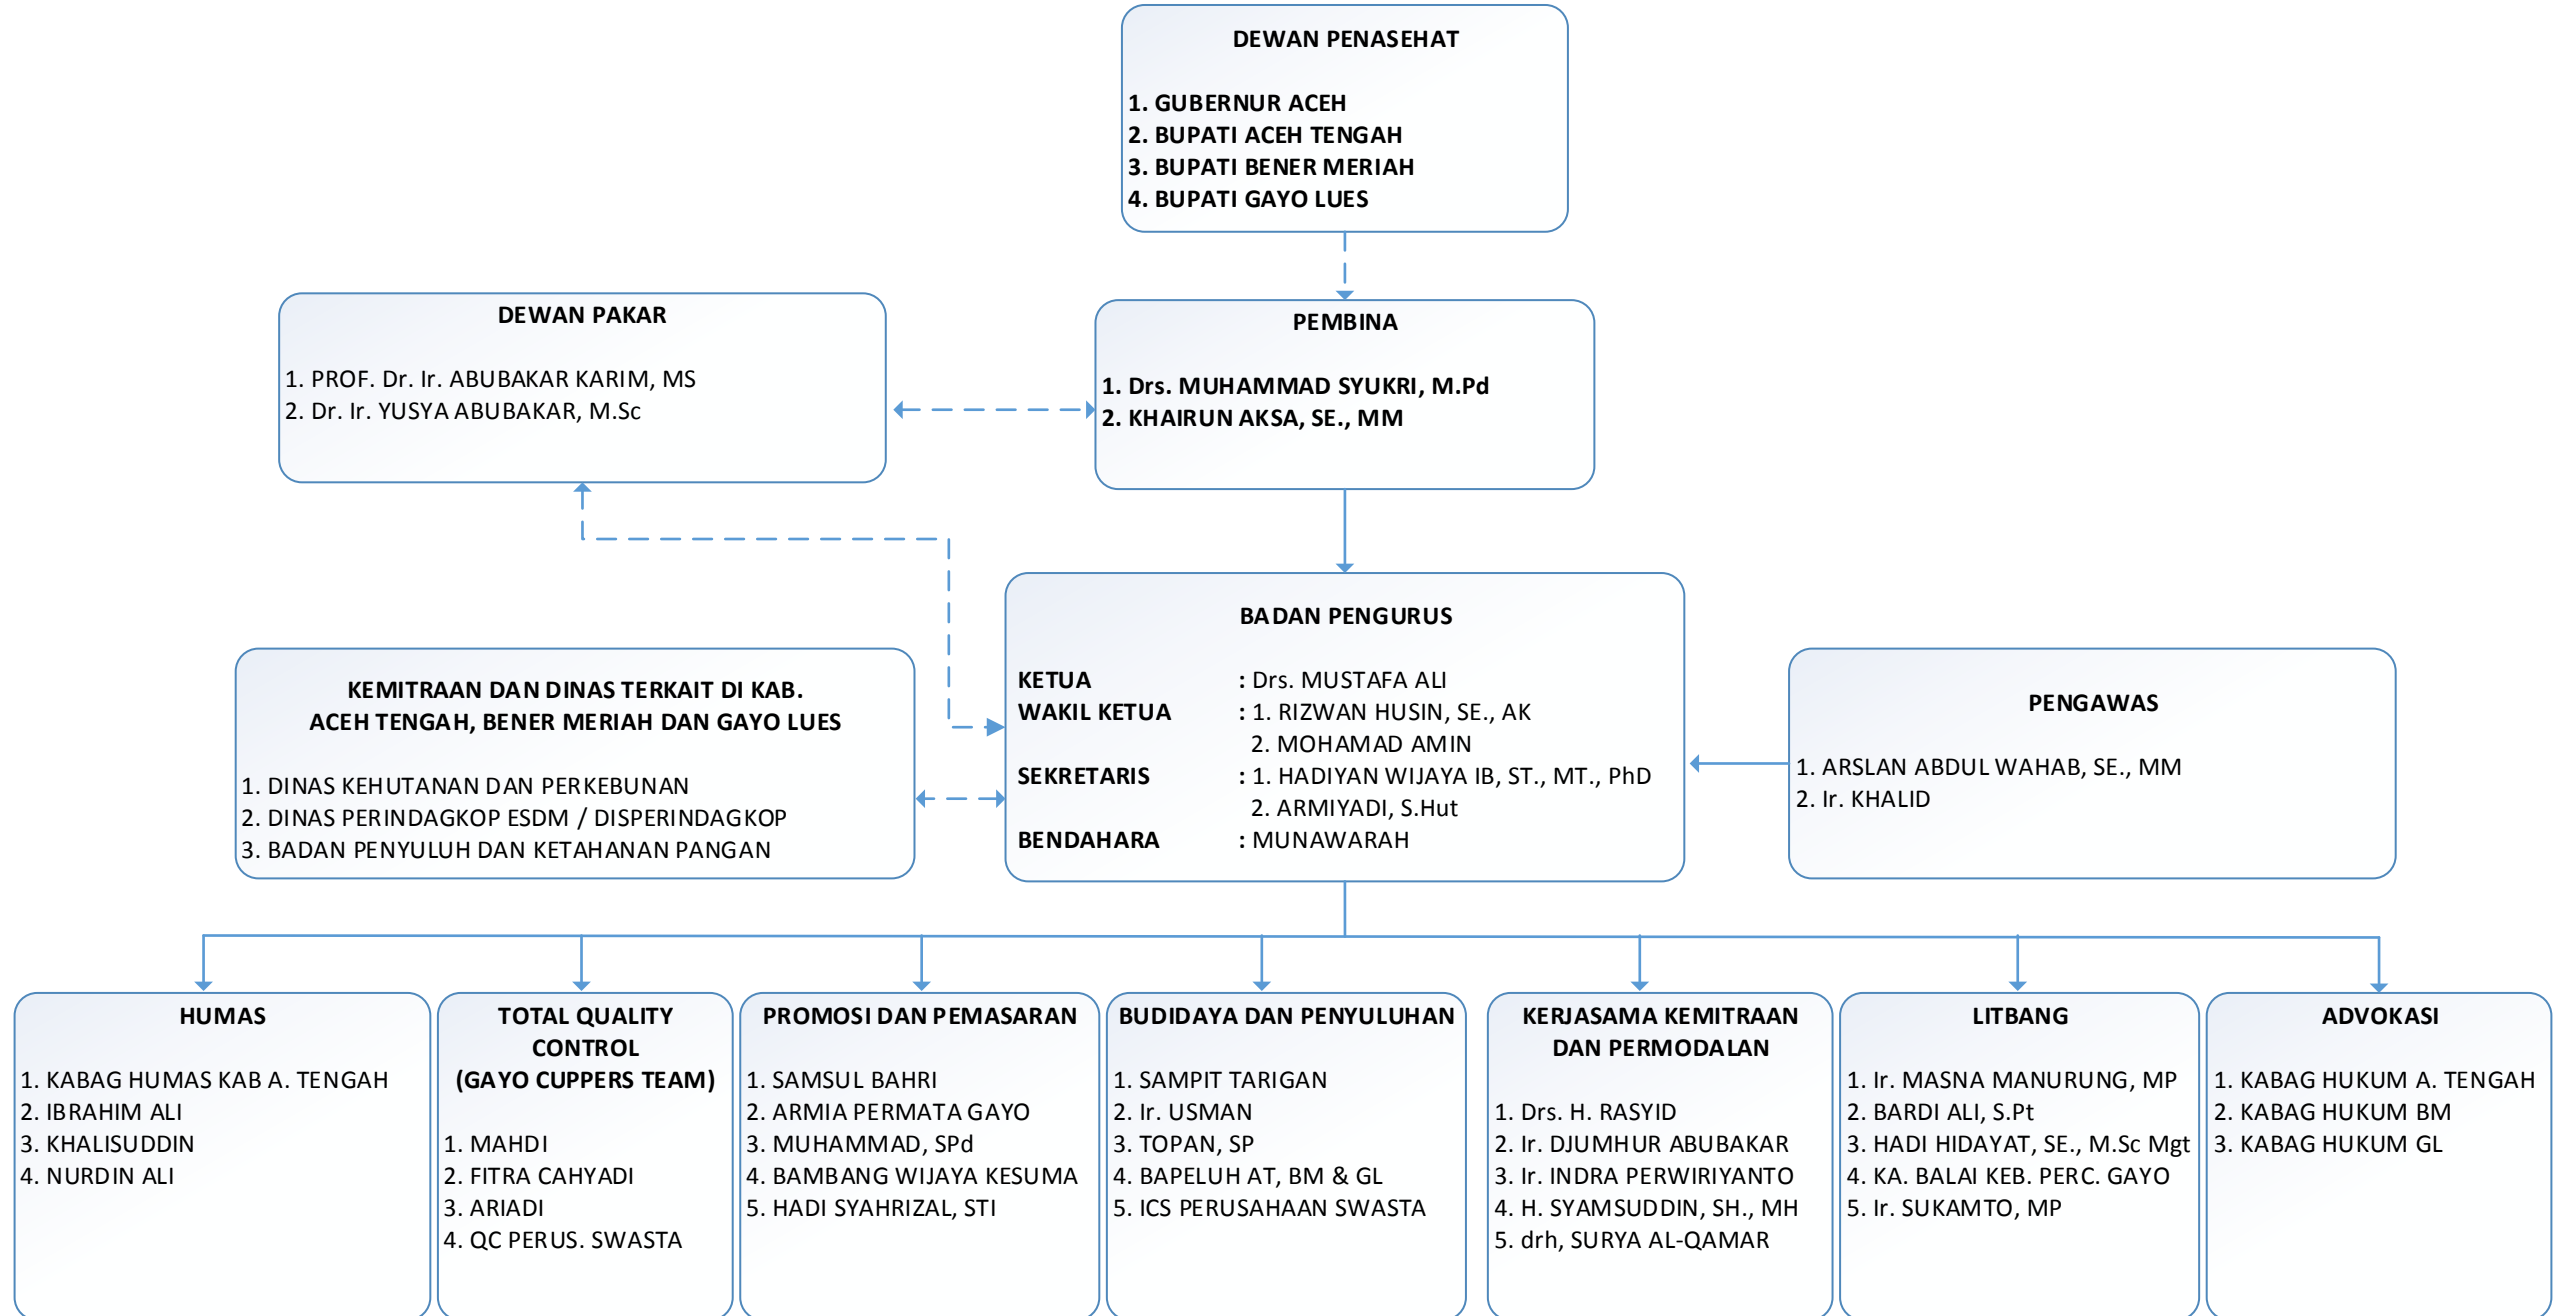 DEWAN PENASEHAT
1. GUBERNUR ACEH
2. BUPATI ACEH TENGAH
3. BUPATI BENER MERIAH
4. BUPATI GAYO LUES
DEWAN PAKAR
1. PROF. Dr. Ir. ABUBAKAR KARIM, MS
2. Dr. Ir. YUSYA ABUBAKAR, M.Sc
PEMBINA
1. Drs. MUHAMMAD SYUKRI, M.Pd
2. KHAIRUN AKSA, SE., MM
KEMITRAAN DAN DINAS TERKAIT DI KAB.
ACEH TENGAH, BENER MERIAH DAN GAYO LUES
1. DINAS KEHUTANAN DAN PERKEBUNAN
2. DINAS PERINDAGKOP ESDM / DISPERINDAGKOP
3. BADAN PENYULUH DAN KETAHANAN PANGAN
BADAN PENGURUS
KETUA : Drs. MUSTAFA ALI
WAKIL KETUA : 1. RIZWAN HUSIN, SE., AK
2. MOHAMAD AMIN
SEKRETARIS : 1. HADIYAN WIJAYA IB, ST., MT., PhD
2. ARMIYADI, S.Hut
BENDAHARA : MUNAWARAH
PENGAWAS
1. ARSLAN ABDUL WAHAB, SE., MM
2. Ir. KHALID
HUMAS
1. KABAG HUMAS KAB A. TENGAH
2. IBRAHIM ALI
3. KHALISUDDIN
4. NURDIN ALI
TOTAL QUALITY
CONTROL
(GAYO CUPPERS TEAM)
1. MAHDI
2. FITRA CAHYADI
3. ARIADI
4. QC PERUS. SWASTA
PROMOSI DAN PEMASARAN
1. SAMSUL BAHRI
2. ARMIA PERMATA GAYO
3. MUHAMMAD, SPd
4. BAMBANG WIJAYA KESUMA
5. HADI SYAHRIZAL, STI
BUDIDAYA DAN PENYULUHAN
1. SAMPIT TARIGAN
2. Ir. USMAN
3. TOPAN, SP
4. BAPELUH AT, BM & GL
5. ICS PERUSAHAAN SWASTA
KERJASAMA KEMITRAAN
DAN PERMODALAN
1. Drs. H. RASYID
2. Ir. DJUMHUR ABUBAKAR
3. Ir. INDRA PERWIRIYANTO
4. H. SYAMSUDDIN, SH., MH
5. drh, SURYA AL-QAMAR
LITBANG
1. Ir. MASNA MANURUNG, MP
2. BARDI ALI, S.Pt
3. HADI HIDAYAT, SE., M.Sc Mgt
4. KA. BALAI KEB. PERC. GAYO
5. Ir. SUKAMTO, MP
ADVOKASI
1. KABAG HUKUM A. TENGAH
2. KABAG HUKUM BM
3. KABAG HUKUM GL